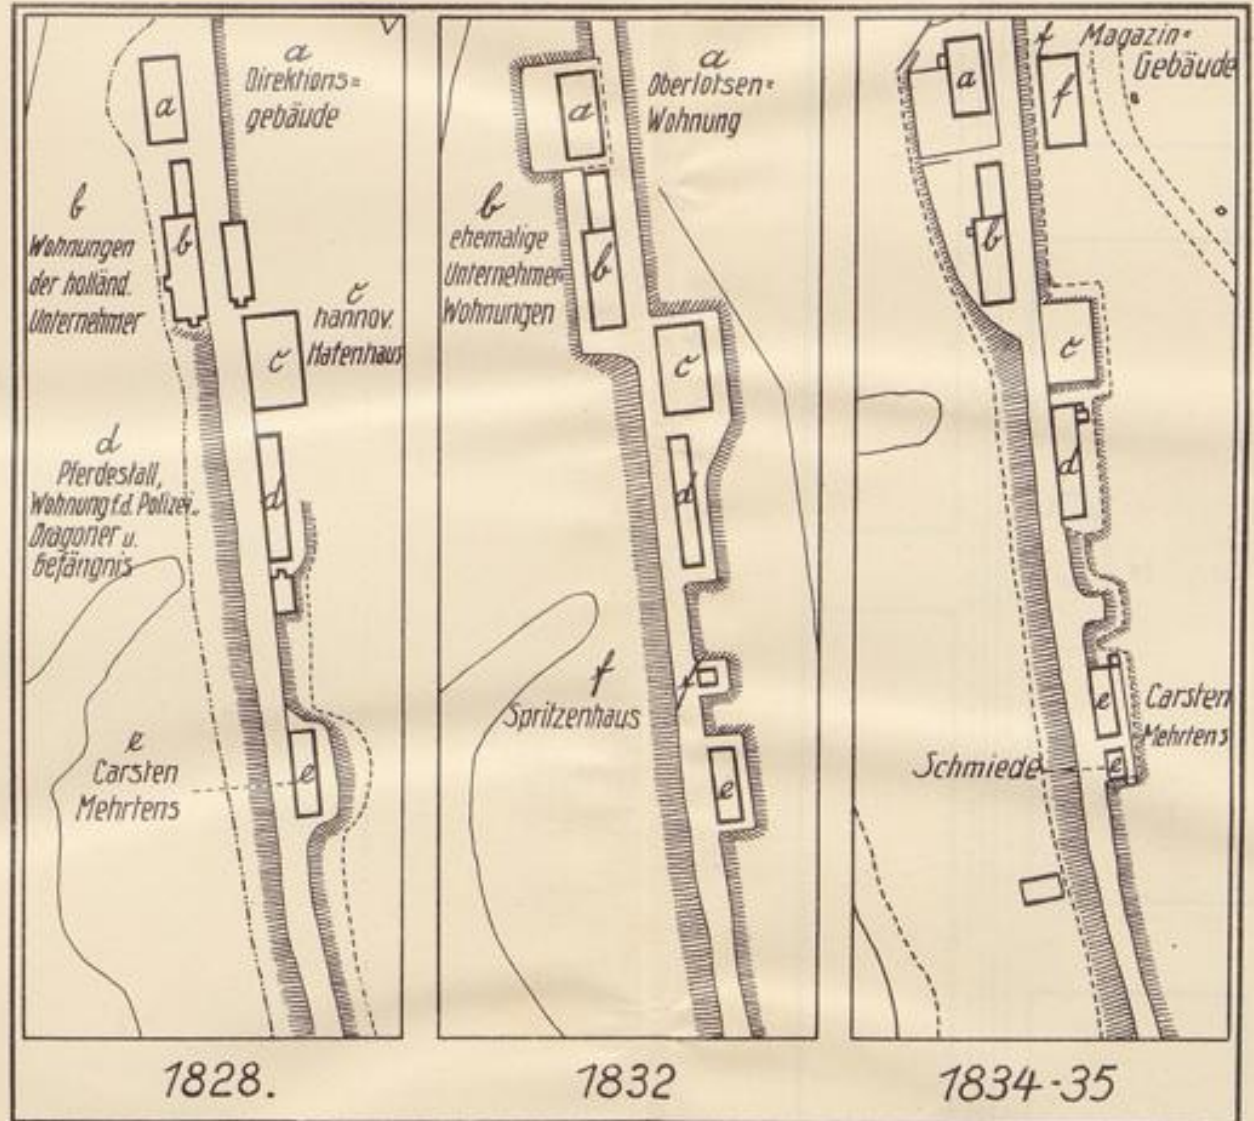 a
Direktions=
gebäude
a
b
Wohnungen
der holländ.
Unternehmer
b
c
hannov.
Hafenhaus
c
d
Pferdestall,
Wohnung f.d. Polizei=
Dragoner u.
Gefängnis
d
e
Carsten
Mehrtens
e
1828.
a
Oberlotsen=
Wohnung
a
b
ehemalige
Unternehmer=
Wohnungen
b
c
d
f
Spritzenhaus
e
1832
f Magazin=
Gebäude
a
f
b
c
d
e
Carsten
Mehrtens
Schmiede
e
1834-35